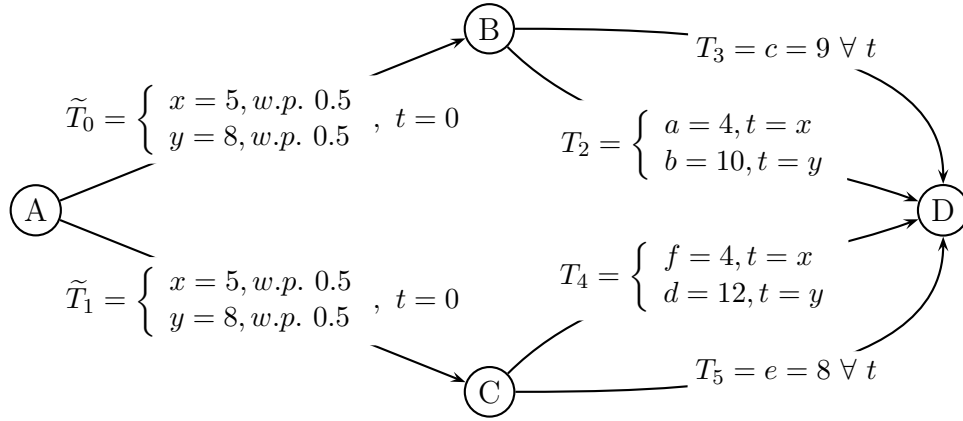 B
T₃ = c = 9 ∀ t
T̃₀ = { x = 5, w.p. 0.5
y = 8, w.p. 0.5 , t = 0
T₂ = { a = 4, t = x
b = 10, t = y
A
D
T̃₁ = { x = 5, w.p. 0.5
y = 8, w.p. 0.5 , t = 0
T₄ = { f = 4, t = x
d = 12, t = y
T₅ = e = 8 ∀ t
C